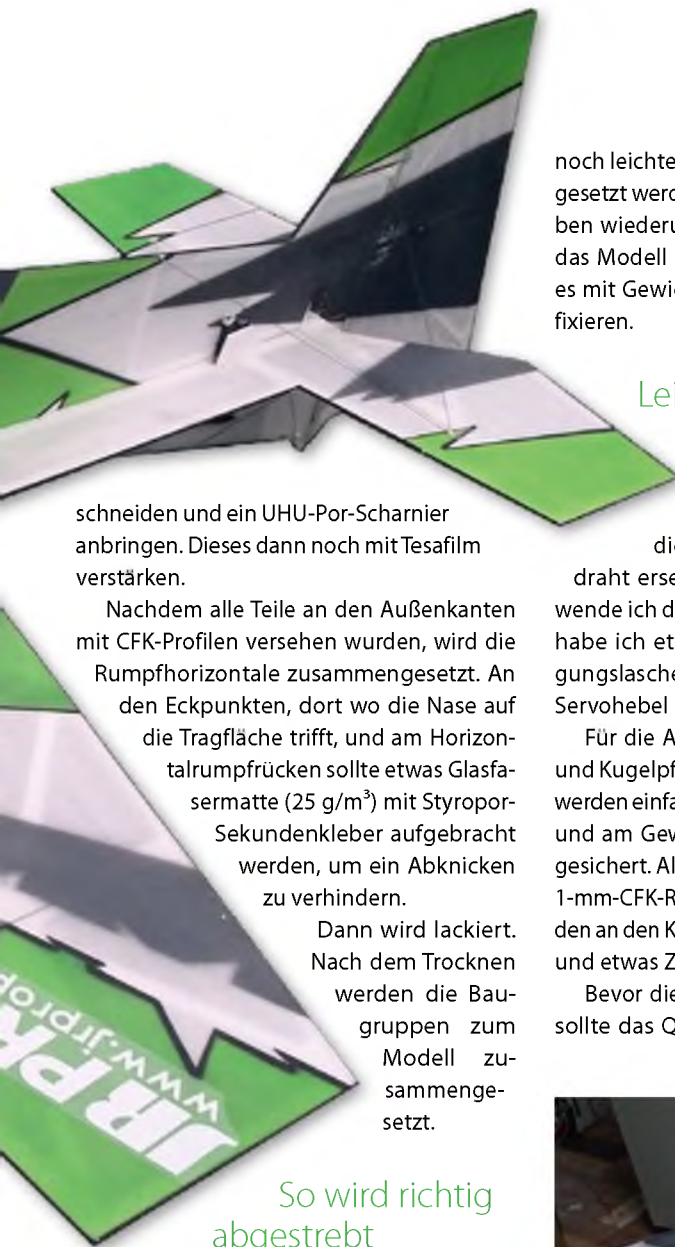 schneiden und ein UHU-Por-Scharnier
anbringen. Dieses dann noch mit Tesafilm
verstärken.
Nachdem alle Teile an den Außenkanten
mit CFK-Profilen versehen wurden, wird die
Rumpfhorizontale zusammengesetzt. An
den Eckpunkten, dort wo die Nase auf
die Tragfläche trifft, und am Horizon-
talrumpfrücken sollte etwas Glasfa-
sermatte (25 g/m³) mit Styropor-
Sekundenkleber aufgebracht
werden, um ein Abknicken
zu verhindern.
Dann wird lackiert.
Nach dem Trocknen
werden die Bau-
gruppen zum
Modell zu-
sammenge-
setzt.
So wird richtig
abgestrebt
noch leichte
gesetzt werd
ben wieder
das Modell
es mit Gewi
fixieren.
Lei
die
draht erse
wende ich d
habe ich et
gungslasche
Servohebel
Für die A
und Kugelpf
werden einfa
und am Gew
gesichert. Al
1-mm-CFK-R
den an den K
und etwas Z
Bevor die
sollte das Q
JR PR
www.jrprop